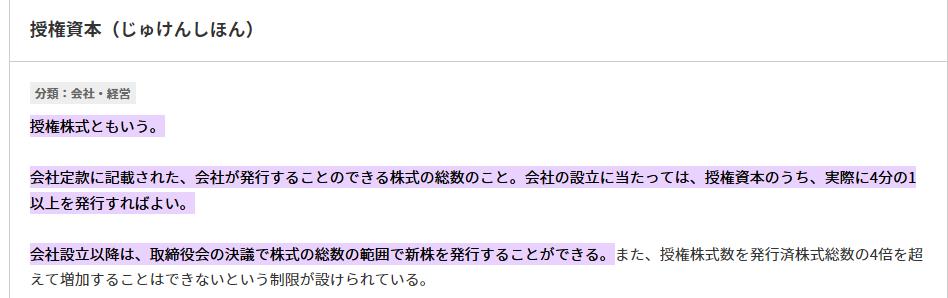 授権資本（じゅけんしほん）
分類：会社・経営
授権株式ともいう。
会社定款に記載された、会社が発行することのできる株式の総数のこと。会社の設立に当たっては、授権資本のうち、実際に4分の1
以上を発行すればよい。
会社設立以降は、取締役会の決議で株式の総数の範囲で新株を発行することができる。また、授権株式数を発行済株式総数の4倍を超
えて増加することはできないという制限が設けられている。